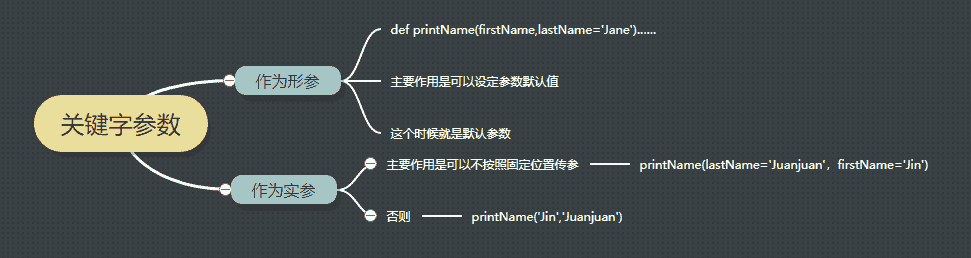 关键字参数
作为形参
def printName(firstName,lastName='Jane')......
主要作用是可以设定参数默认值
这个时候就是默认参数
作为实参
主要作用是可以不按照固定位置传参
printName(lastName='Juanjuan', firstName='Jin')
否则
printName('Jin','Juanjuan')